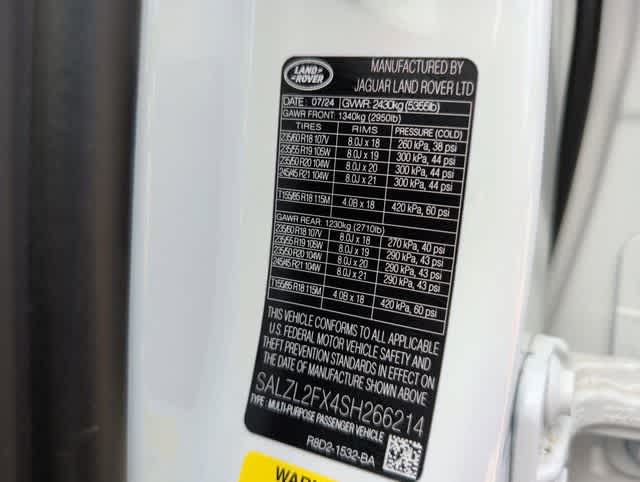 LAND ROVER
MANUFACTURED BY
JAGUAR LAND ROVER LTD
DATE: 07/24 GVWR: 2430kg (5355lb)
GAWR FRONT: 1340kg (2950lb)
TIRES RIMS PRESSURE (COLD)
235/60 R18 107V 8.0J x 18 260 kPa, 38 psi
235/55 R19 105W 8.0J x 19 300 kPa, 44 psi
235/50 R20 104W 8.0J x 20 300 kPa, 44 psi
245/45 R21 104W 8.0J x 21 300 kPa, 44 psi
T155/85 R18 115M 4.0B x 18 420 kPa, 60 psi
GAWR REAR: 1230kg (2710lb)
235/60 R18 107V 8.0J x 18 270 kPa, 40 psi
235/55 R19 105W 8.0J x 19 290 kPa, 43 psi
235/50 R20 104W 8.0J x 20 290 kPa, 43 psi
245/45 R21 104W 8.0J x 21 290 kPa, 43 psi
T155/85 R18 115M 4.0B x 18 420 kPa, 60 psi
THIS VEHICLE CONFORMS TO ALL APPLICABLE
U.S. FEDERAL MOTOR VEHICLE SAFETY AND
THEFT PREVENTION STANDARDS IN EFFECT ON
THE DATE OF MANUFACTURE SHOWN ABOVE
SALZL2FX4SH266214
TYPE: MULTI-PURPOSE PASSENGER VEHICLE
R8D2-1532-BA
WARN